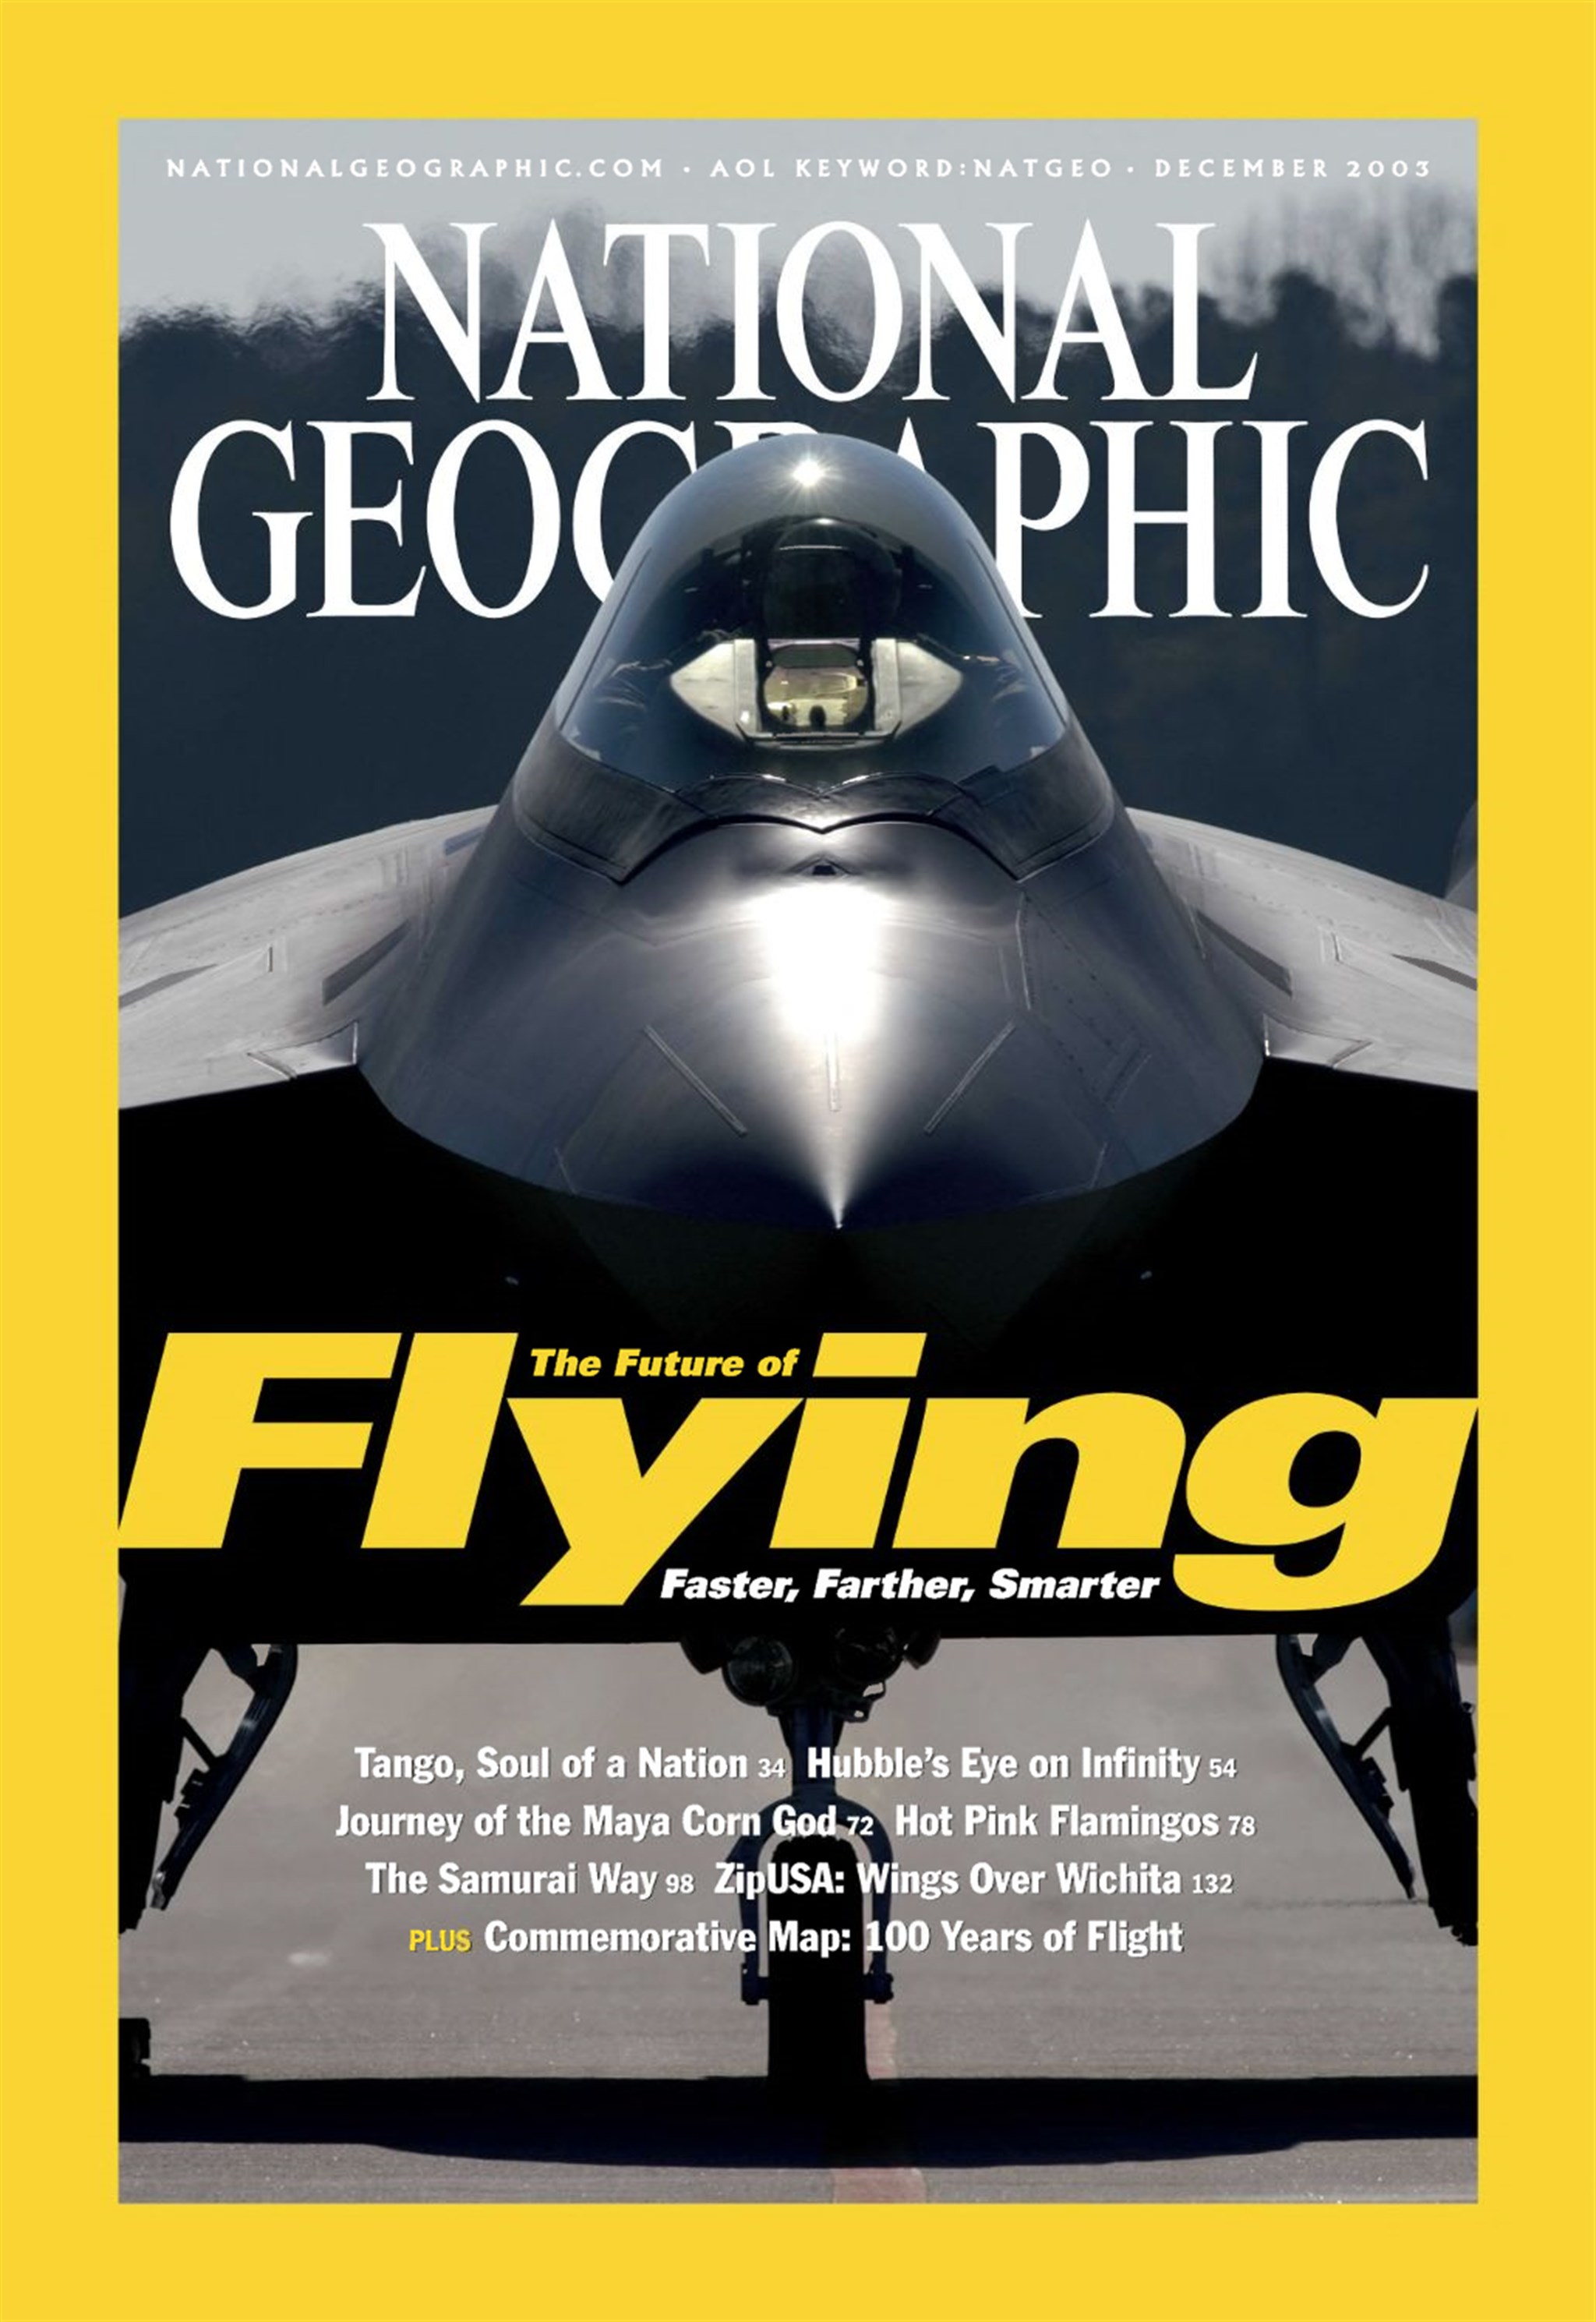 NATIONALGEOGRAPHIC.COM · AOL KEYWORD:NATGEO · DECEMBER 2003
NATIONAL
GEOGRAPHIC
The Future of
Flying
Faster, Farther, Smarter
Tango, Soul of a Nation 34 Hubble's Eye on Infinity 54
Journey of the Maya Corn God 72 Hot Pink Flamingos 78
The Samurai Way 98 ZipUSA: Wings Over Wichita 132
PLUS Commemorative Map: 100 Years of Flight